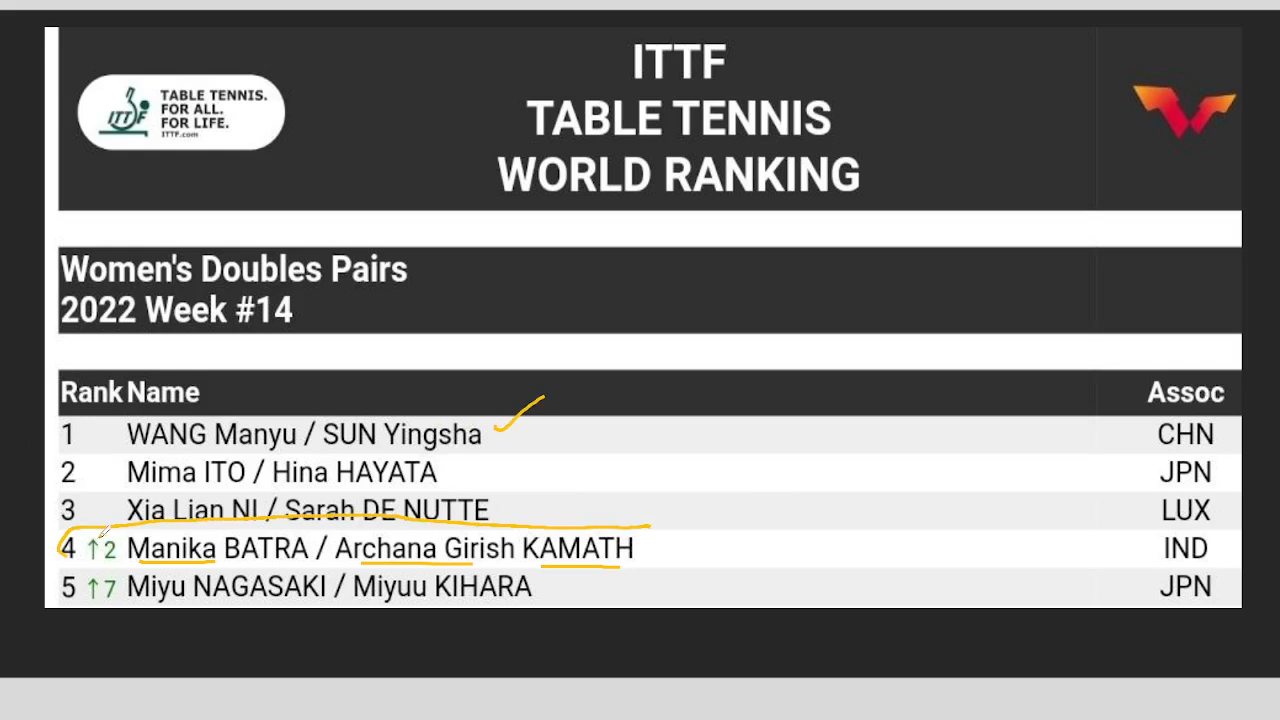 TABLE TENNIS.
FOR ALL.
FOR LIFE.
ITTF.com
ITTF
ITTF
TABLE TENNIS
WORLD RANKING
Women's Doubles Pairs
2022 Week #14
Rank Name Assoc
1 WANG Manyu / SUN Yingsha CHN
2 Mima ITO / Hina HAYATA JPN
3 Xia Lian NI / Sarah DE NUTTE LUX
4 ↑2 Manika BATRA / Archana Girish KAMATH IND
5 ↑7 Miyu NAGASAKI / Miyuu KIHARA JPN